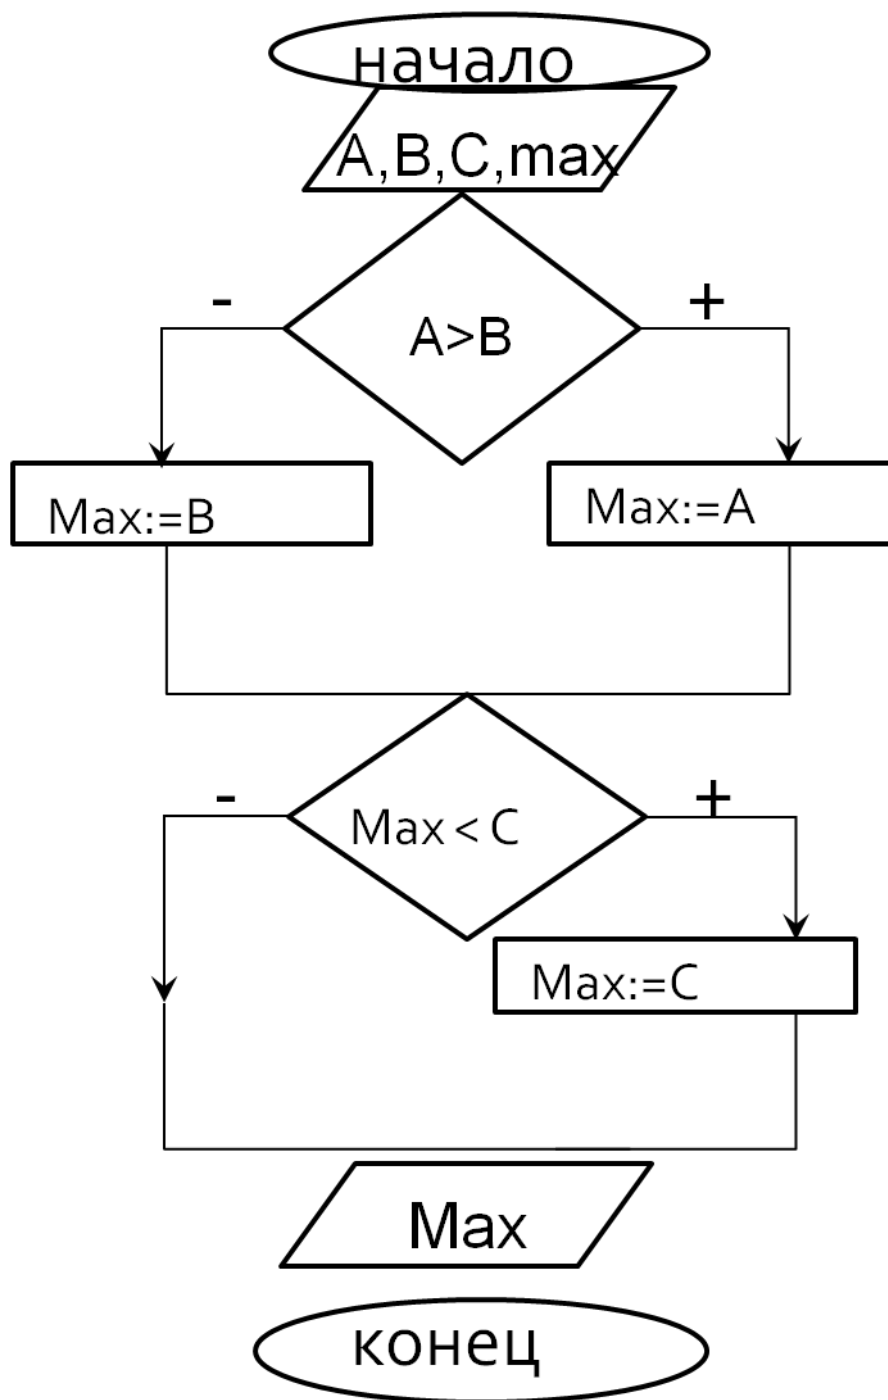 начало
A,B,C,max
- +
A>B
Max:=B Max:=A
- +
Max < C
Max:=C
Max
конец